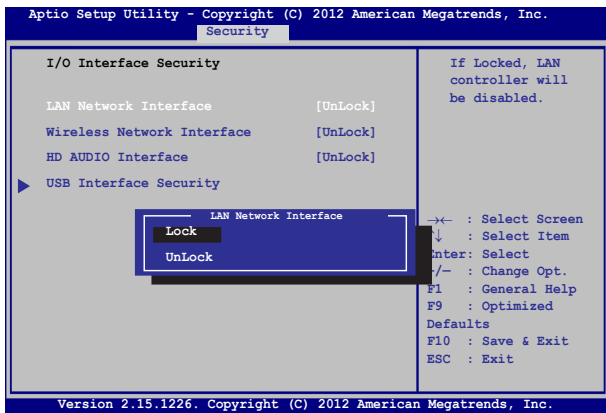 Aptio Setup Utility - Copyright (C) 2012 American Megatrends, Inc.
Security
I/O Interface Security
LAN Network Interface [UnLock]
Wireless Network Interface [UnLock]
HD AUDIO Interface [UnLock]
USB Interface Security
If Locked, LAN
controller will
be disabled.
LAN Network Interface
Lock
UnLock
→← : Select Screen
↓ : Select Item
nter: Select
/— : Change Opt.
F1 : General Help
F9 : Optimized
Defaults
F10 : Save & Exit
ESC : Exit
Version 2.15.1226. Copyright (C) 2012 American Megatrends, Inc.